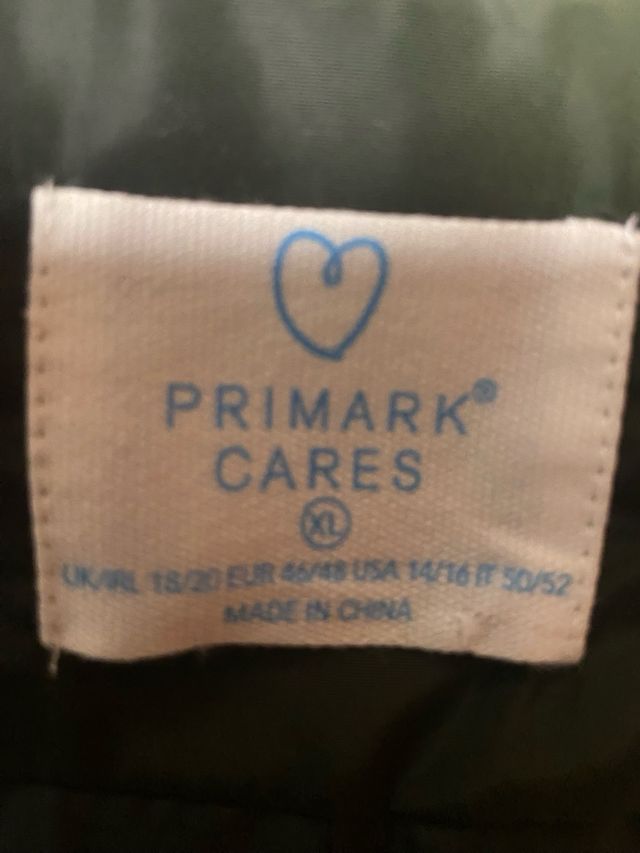 PRIMARK®
CARES
XL
UK/IRL 18/20 EUR 46/48 USA 14/16 IT 50/52
MADE IN CHINA